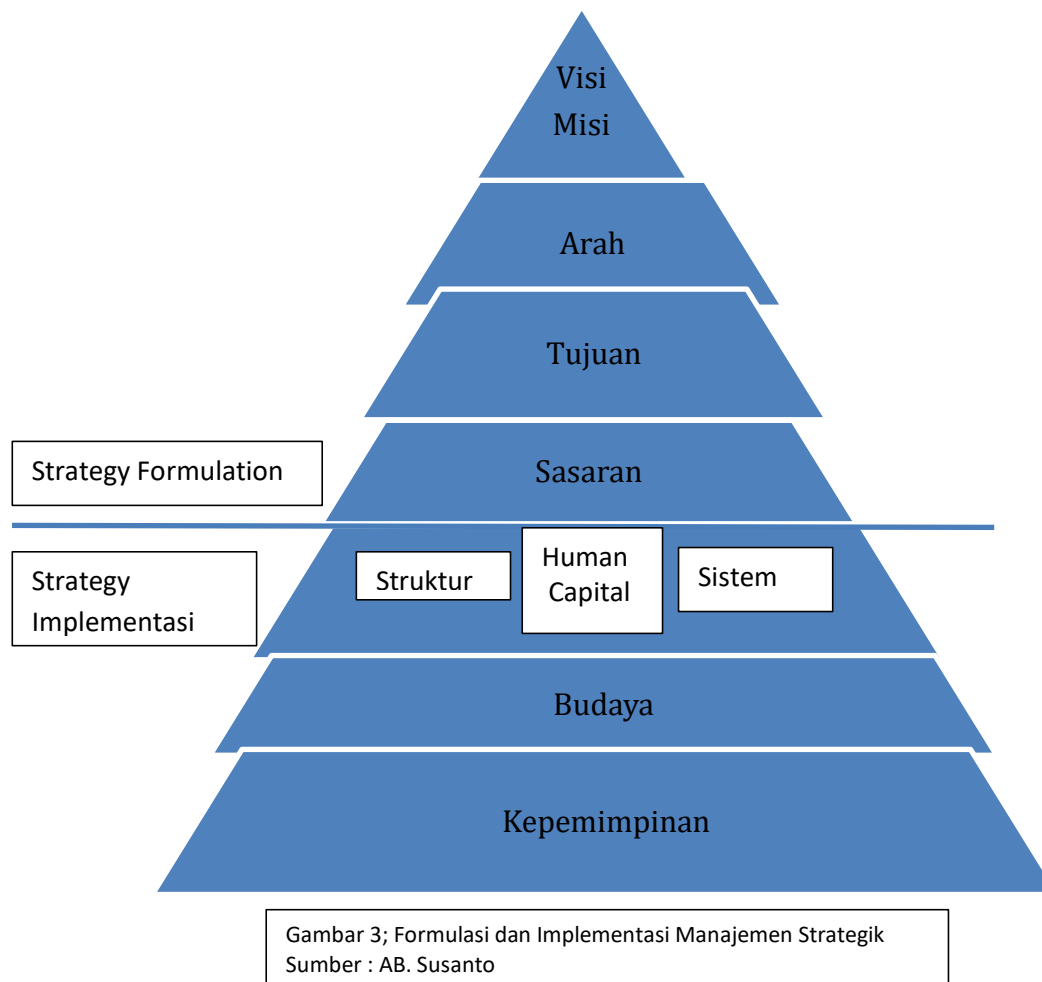 Visi
Misi
Arah
Tujuan
Strategy Formulation
Sasaran
Strategy
Implementasi
Struktur
Human
Capital
Sistem
Budaya
Kepemimpinan
Gambar 3; Formulasi dan Implementasi Manajemen Strategik
Sumber : AB. Susanto